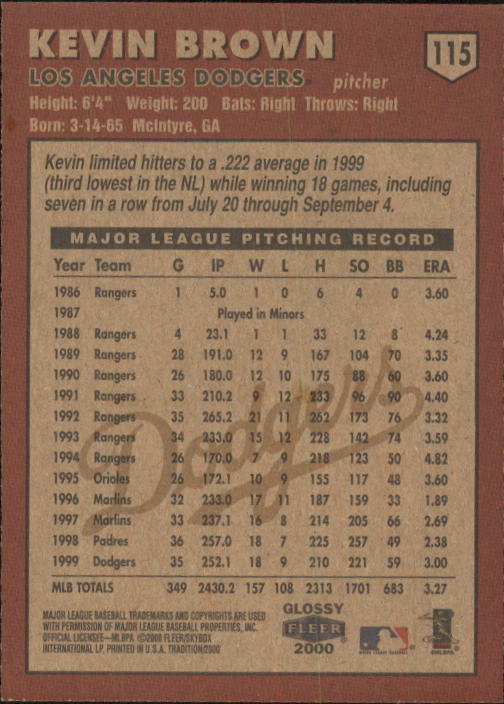 KEVIN BROWN
115
LOS ANGELES DODGERS pitcher
Height: 6'4" Weight: 200 Bats: Right Throws: Right
Born: 3-14-65 McIntyre, GA
Kevin limited hitters to a .222 average in 1999
(third lowest in the NL) while winning 18 games, including
seven in a row from July 20 through September 4.
MAJOR LEAGUE PITCHING RECORD
Year Team G IP W L H SO BB ERA
1986 Rangers 1 5.0 1 0 6 4 0 3.60
1987 Played in Minors
1988 Rangers 4 23.1 1 1 33 12 8 4.24
1989 Rangers 28 191.0 12 9 167 104 70 3.35
1990 Rangers 26 180.0 12 10 175 88 60 3.60
1991 Rangers 33 210.2 9 12 233 96 90 4.40
1992 Rangers 35 265.2 21 11 262 173 76 3.32
1993 Rangers 34 233.0 15 12 228 142 74 3.59
1994 Rangers 26 170.0 7 9 218 123 50 4.82
1995 Orioles 26 172.1 10 9 155 117 48 3.60
1996 Marlins 32 233.0 17 11 187 159 33 1.89
1997 Marlins 33 237.1 16 8 214 205 66 2.69
1998 Padres 36 257.0 18 7 225 257 49 2.38
1999 Dodgers 35 252.1 18 9 210 221 59 3.00
MLB TOTALS 349 2430.2 157 108 2313 1701 683 3.27
Dodgers
MAJOR LEAGUE BASEBALL TRADEMARKS AND COPYRIGHTS ARE USED
WITH PERMISSION OF MAJOR LEAGUE BASEBALL PROPERTIES, INC.
OFFICIAL LICENSEE—MLBPA ©2000 FLEER/SKYBOX
INTERNATIONAL LP, PRINTED IN U.S.A. TRADITION/2000
GLOSSY
FLEER
2000